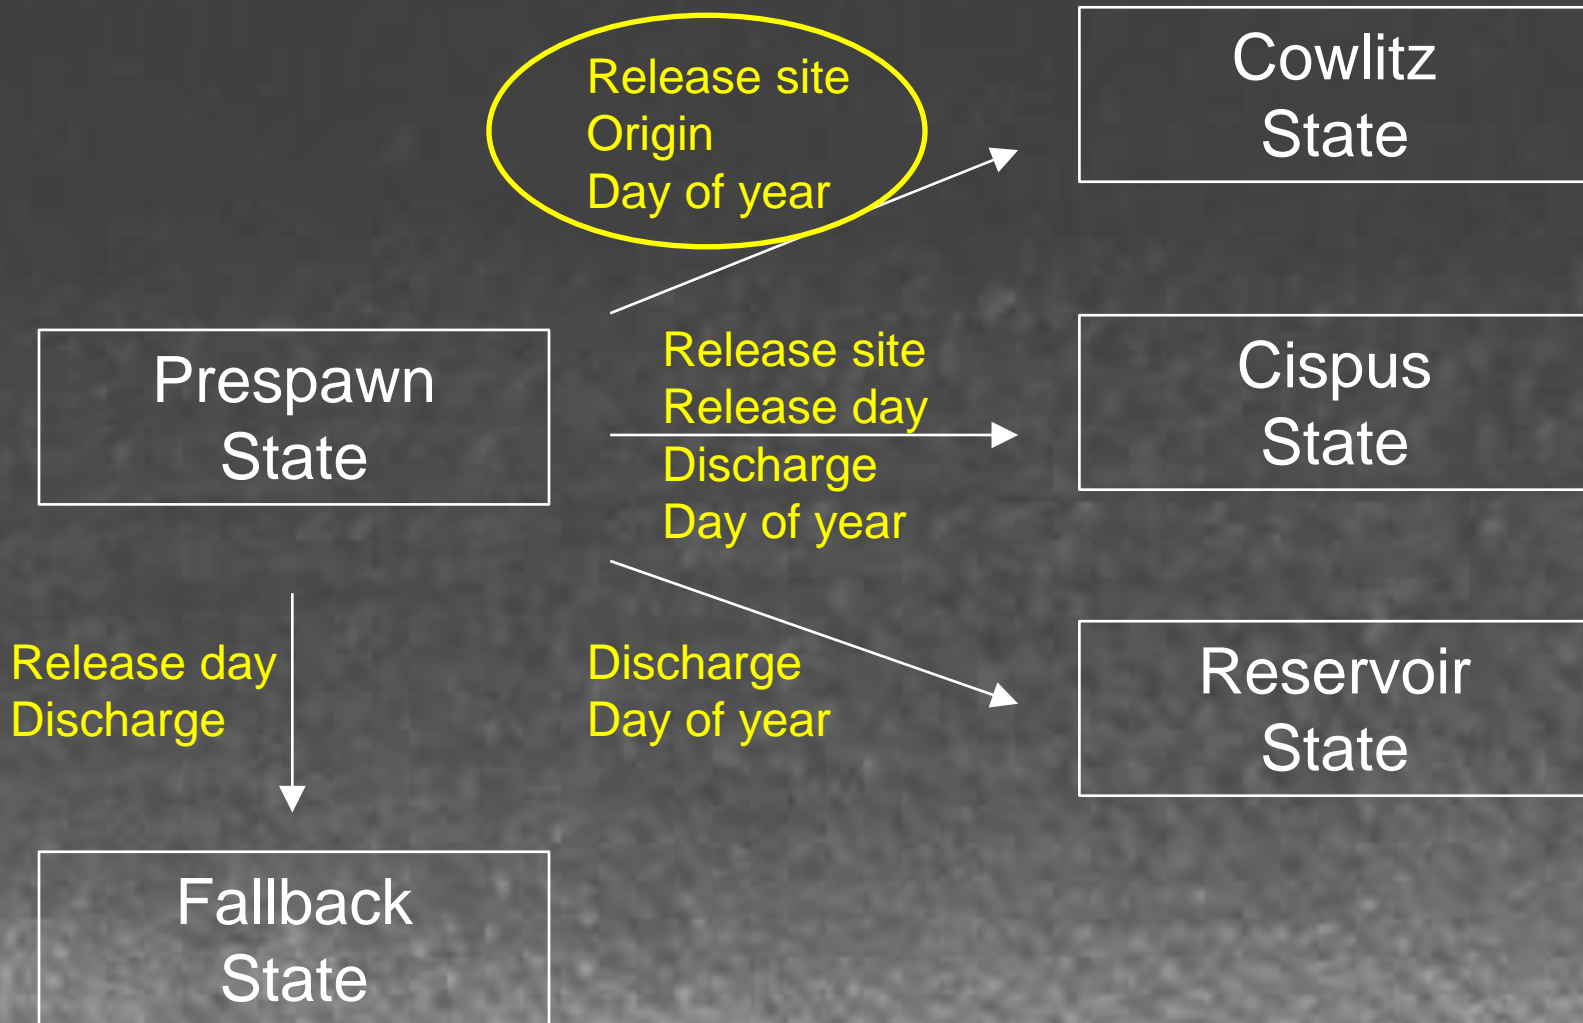 Release site
Origin
Day of year
Cowlitz
State
Prespawn
State
Release site
Release day
Discharge
Day of year
Cispus
State
Release day
Discharge
Discharge
Day of year
Reservoir
State
Fallback
State